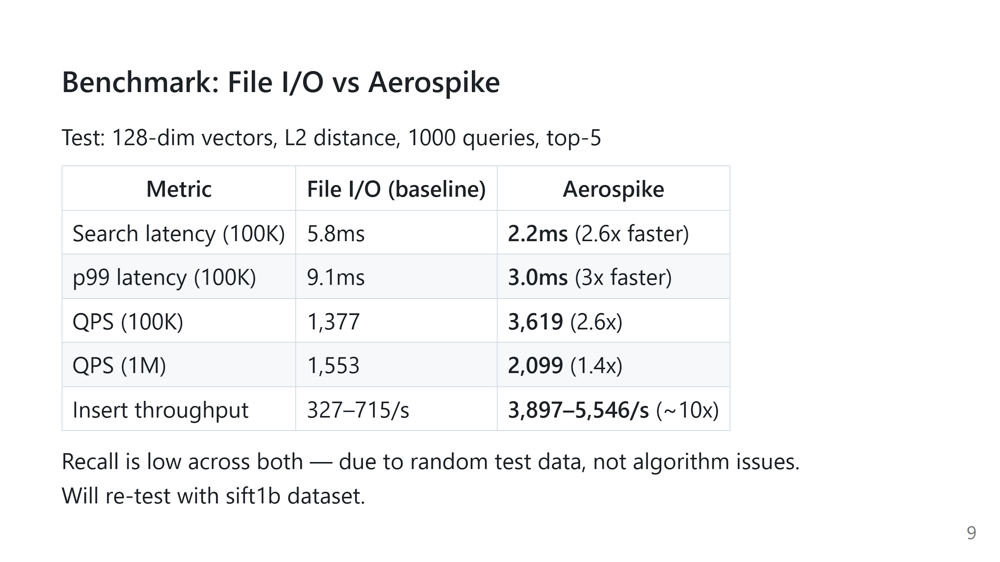 Benchmark: File I/O vs Aerospike
Test: 128-dim vectors, L2 distance, 1000 queries, top-5
Metric File I/O (baseline) Aerospike
Search latency (100K) 5.8ms 2.2ms (2.6x faster)
p99 latency (100K) 9.1ms 3.0ms (3x faster)
QPS (100K) 1,377 3,619 (2.6x)
QPS (1M) 1,553 2,099 (1.4x)
Insert throughput 327–715/s 3,897–5,546/s (~10x)
Recall is low across both — due to random test data, not algorithm issues.
Will re-test with sift1b dataset.
9